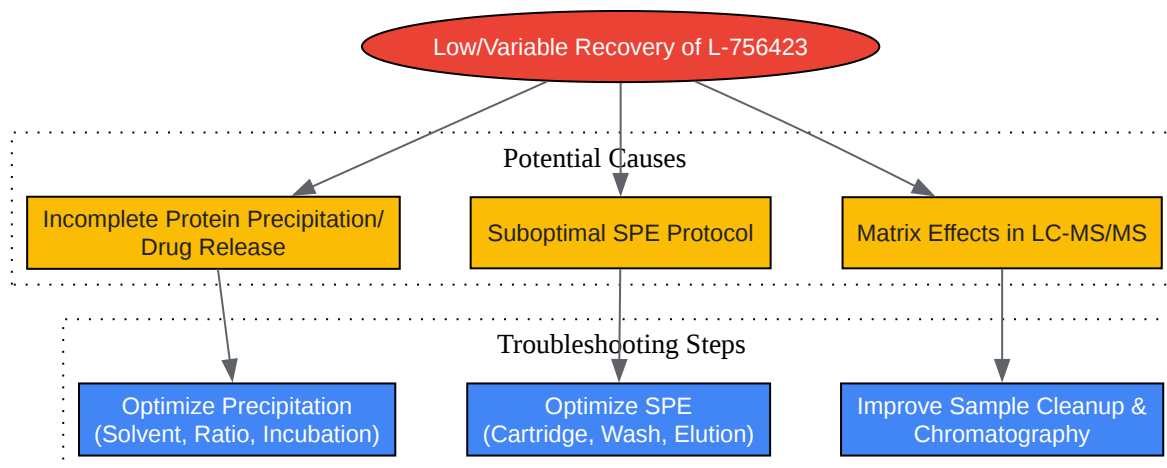 Low/Variable Recovery of L-756423
Potential Causes
Incomplete Protein Precipitation/
Drug Release
Suboptimal SPE Protocol
Matrix Effects in LC-MS/MS
Troubleshooting Steps
Optimize Precipitation
(Solvent, Ratio, Incubation)
Optimize SPE
(Cartridge, Wash, Elution)
Improve Sample Cleanup &
Chromatography